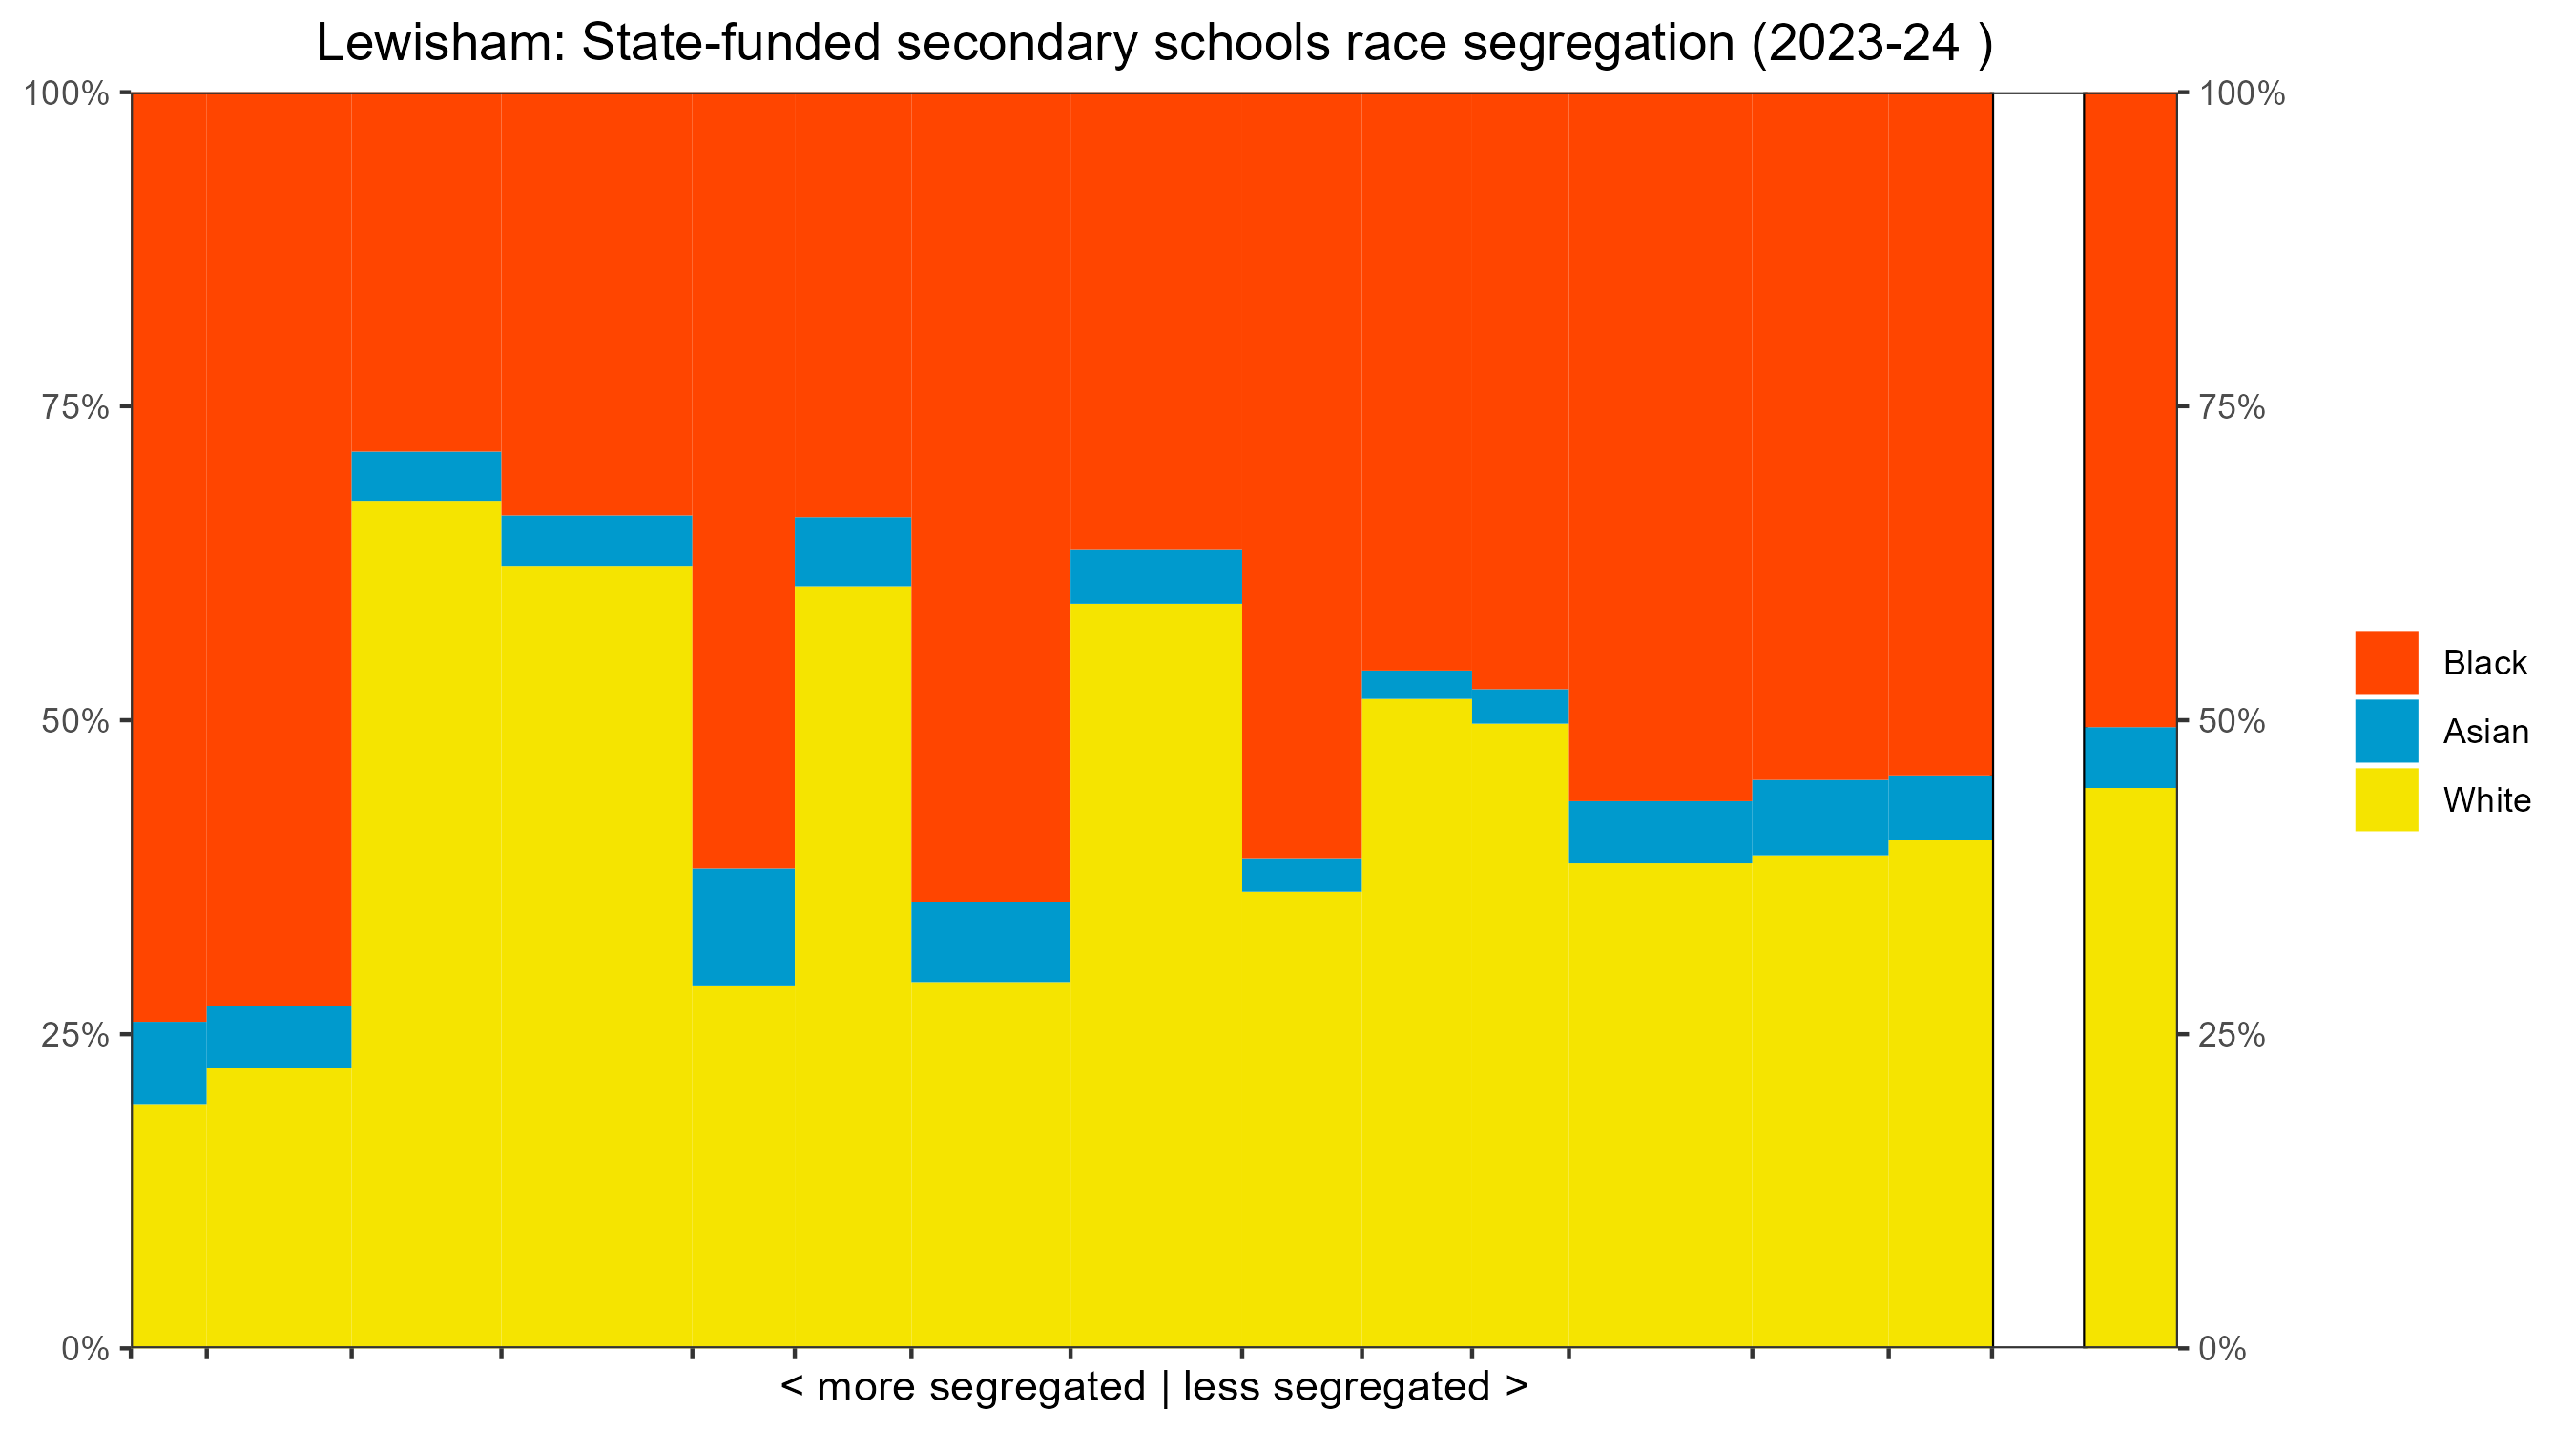 Lewisham: State-funded secondary schools race segregation (2023-24 )
100%
75%
50%
25%
0%
100%
75%
50%
25%
0%
Black
Asian
White
< more segregated | less segregated >